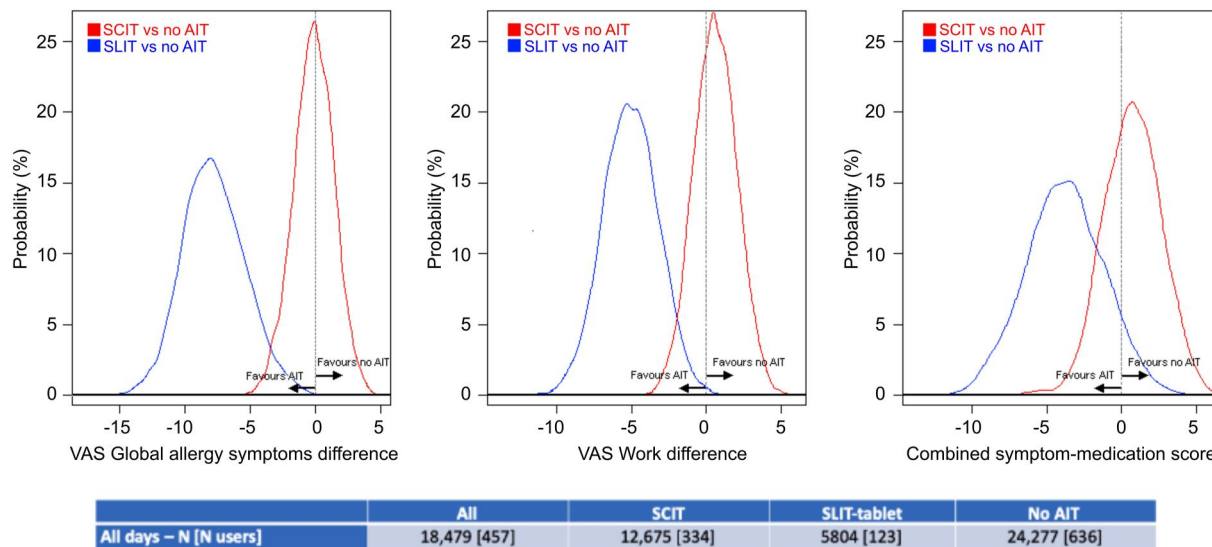 SCIT vs no AIT
SLIT vs no AIT
25
20
15
10
5
0
Probability (%)
Favours no AIT
Favours AIT
-15 -10 -5 0 5
VAS Global allergy symptoms difference
SCIT vs no AIT
SLIT vs no AIT
25
20
15
10
5
0
Probability (%)
Favours no AIT
Favours AIT
-10 -5 0 5
VAS Work difference
SCIT vs no AIT
SLIT vs no AIT
25
20
15
10
5
0
Probability (%)
Favours no AIT
Favours AIT
-10 -5 0 5
Combined symptom-medication score
All SCIT SLIT-tablet No AIT
All days – N [N users] 18,479 [457] 12,675 [334] 5804 [123] 24,277 [636]